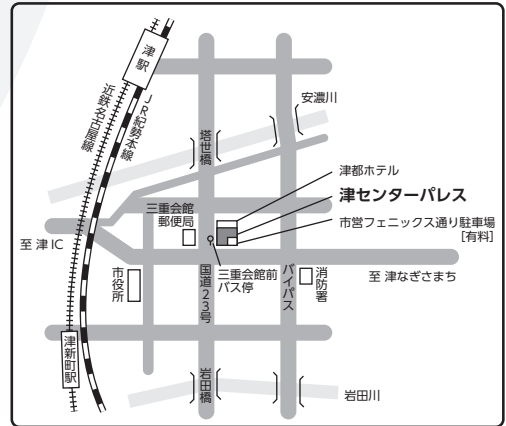 津駅
近鉄名古屋線
JR紀勢本線
安濃川
塔世橋
津都ホテル
津センターパレス
三重会館
郵便局
市営フェニックス通り駐車場
[有料]
至 津IC
三重会館前
バス停
市役所
国道23号
バイパス
消防署
至 津なぎさまち
津新町駅
岩田橋
岩田川